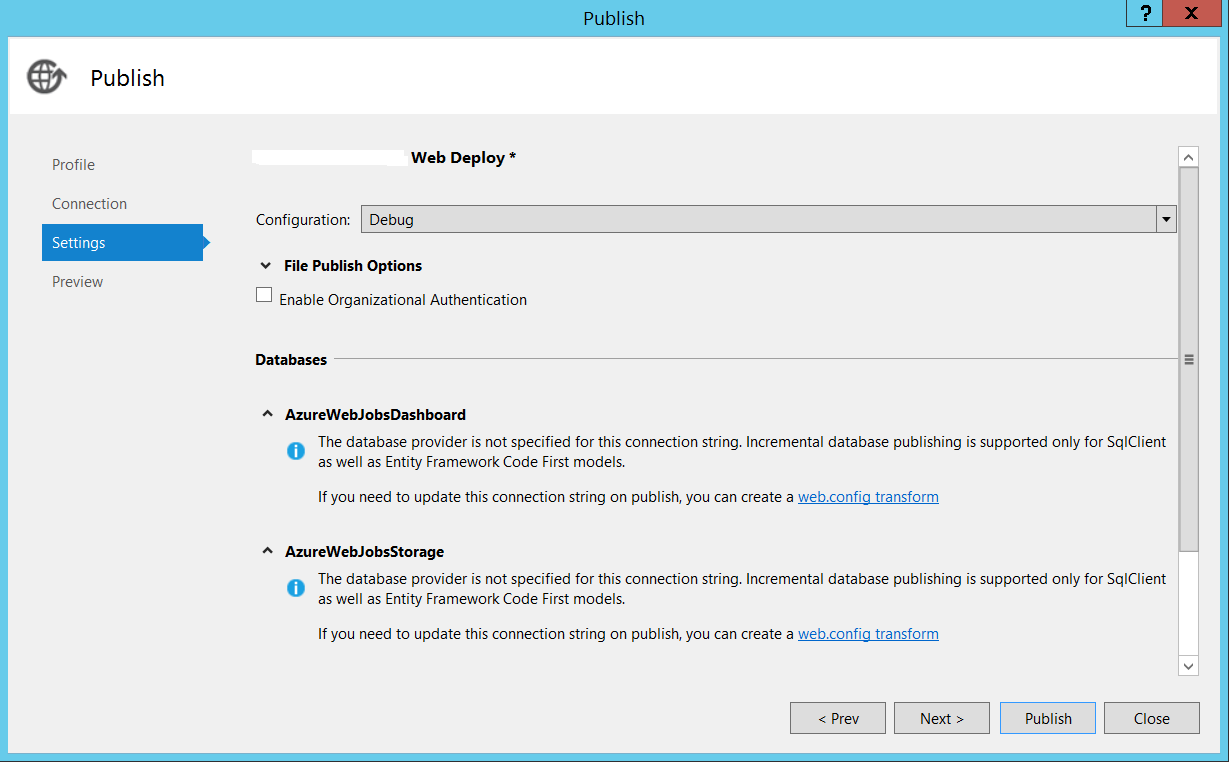 Publish
?
X
Publish
Profile
Connection
Settings
Preview
Web Deploy *
Configuration: Debug
File Publish Options
Enable Organizational Authentication
Databases
AzureWebJobsDashboard
The database provider is not specified for this connection string. Incremental database publishing is supported only for SqlClient
as well as Entity Framework Code First models.
If you need to update this connection string on publish, you can create a web.config transform
AzureWebJobsStorage
The database provider is not specified for this connection string. Incremental database publishing is supported only for SqlClient
as well as Entity Framework Code First models.
If you need to update this connection string on publish, you can create a web.config transform
< Prev Next > Publish Close